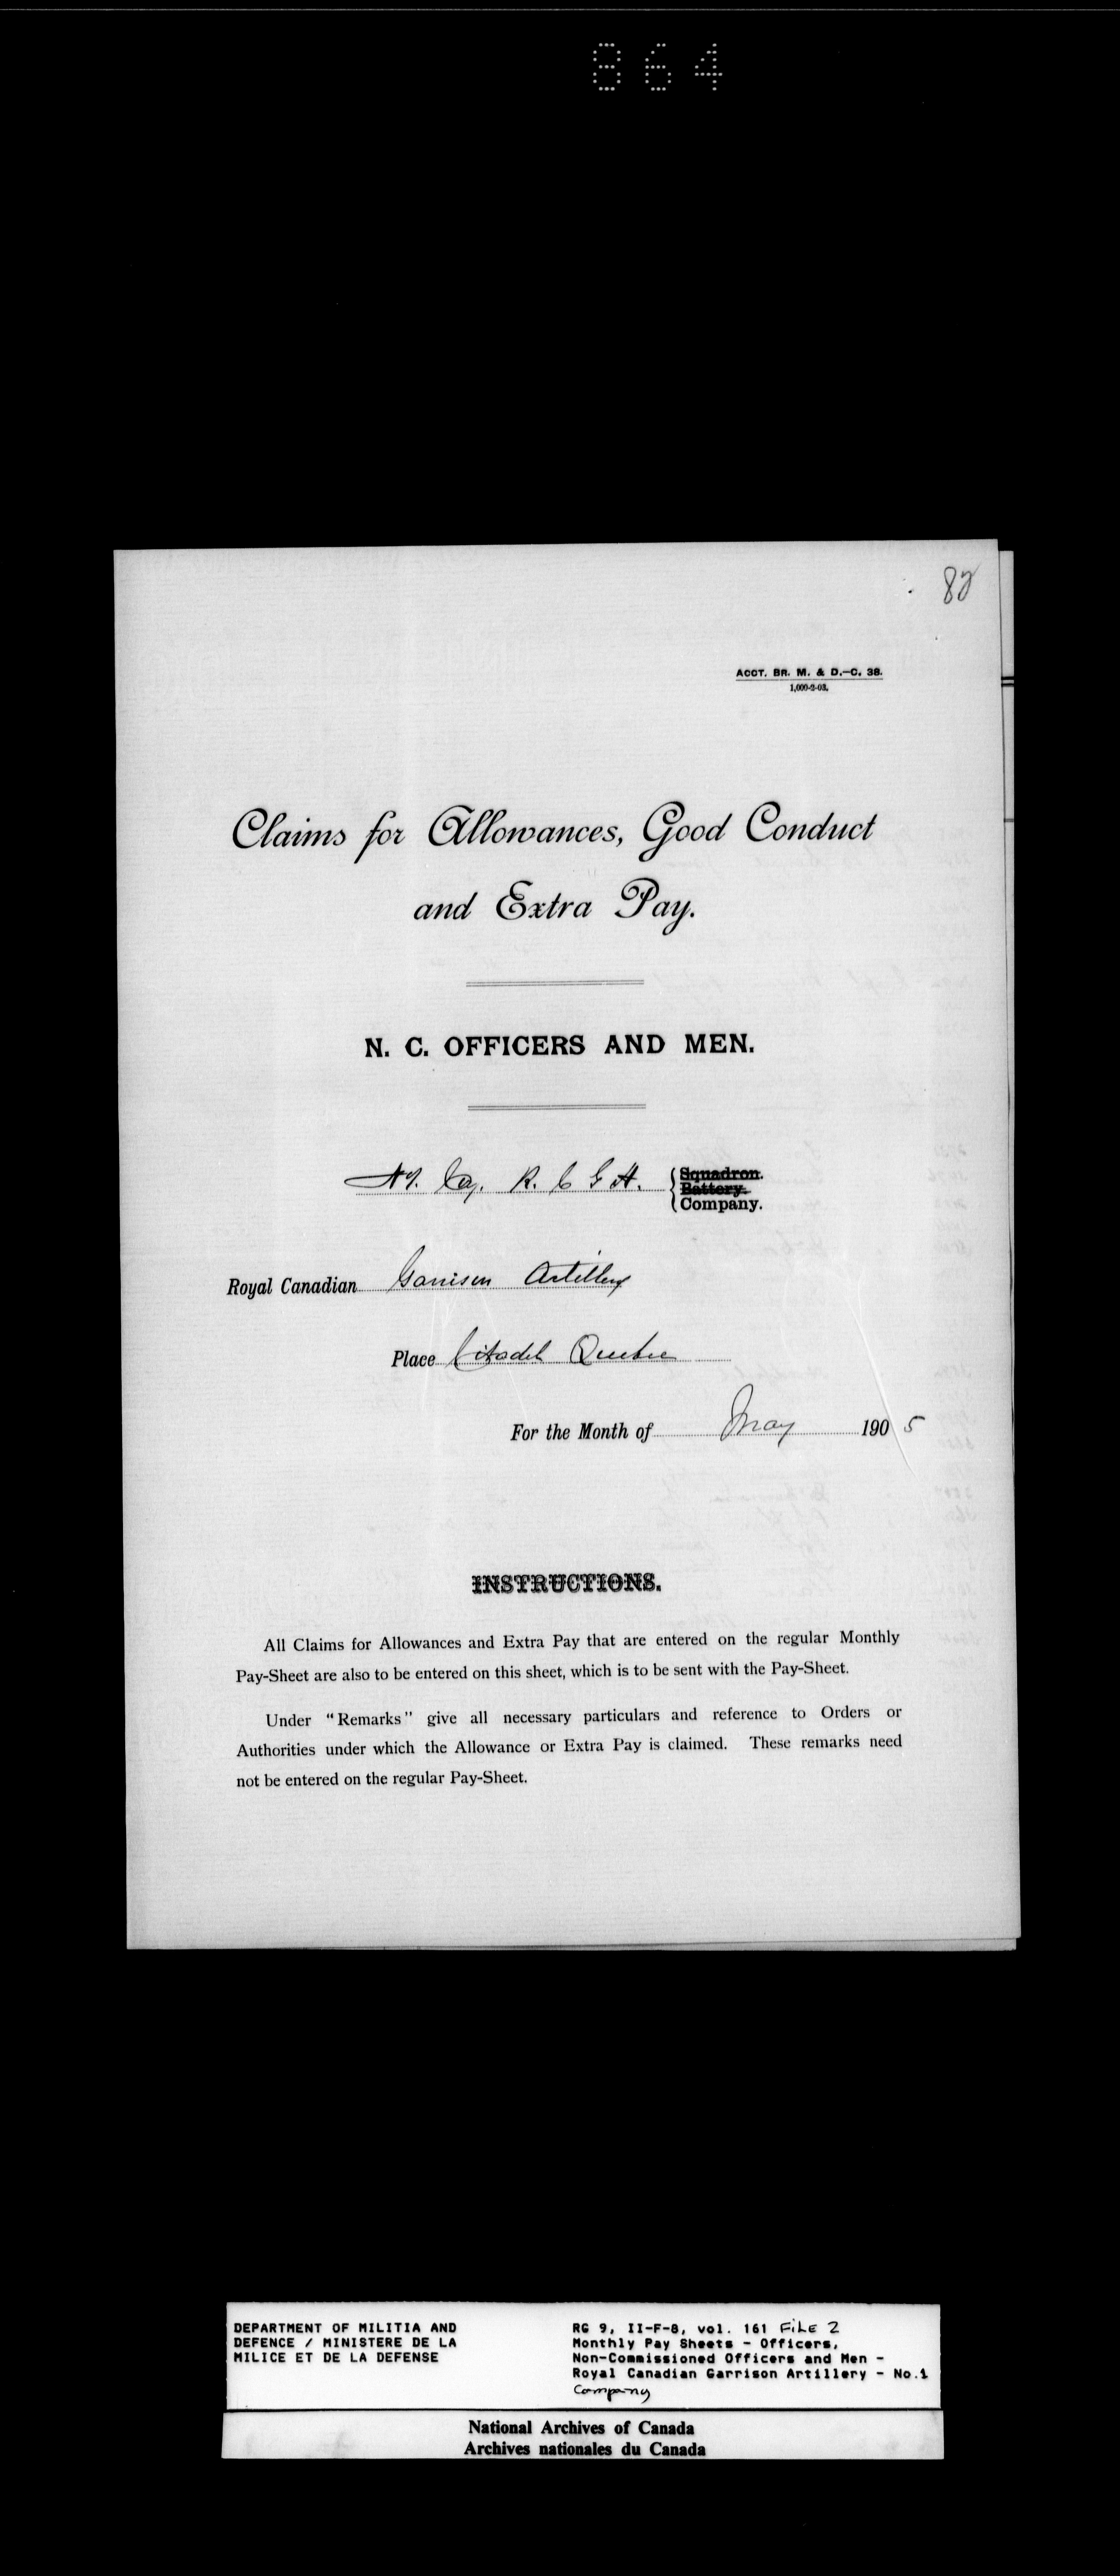 864
82
ACCT. BR. M. & D.—C. 38.
1,000-2-03.
Claims for Allowances, Good Conduct
and Extra Pay.
N. C. OFFICERS AND MEN.
No 1. Coy. R. C G A. { Squadron.
Battery.
Company.
Royal Canadian Garrison Artillery
Place Citadel Quebec
For the Month of May 1905
INSTRUCTIONS.
All Claims for Allowances and Extra Pay that are entered on the regular Monthly
Pay-Sheet are also to be entered on this sheet, which is to be sent with the Pay-Sheet.
Under "Remarks" give all necessary particulars and reference to Orders or
Authorities under which the Allowance or Extra Pay is claimed. These remarks need
not be entered on the regular Pay-Sheet.
DEPARTMENT OF MILITIA AND
DEFENCE / MINISTERE DE LA
MILICE ET DE LA DEFENSE
RG 9, II-F-8, vol. 161 FiLE 2
Monthly Pay Sheets - Officers,
Non-Commissioned Officers and Men -
Royal Canadian Garrison Artillery - No.1
Company
National Archives of Canada
Archives nationales du Canada